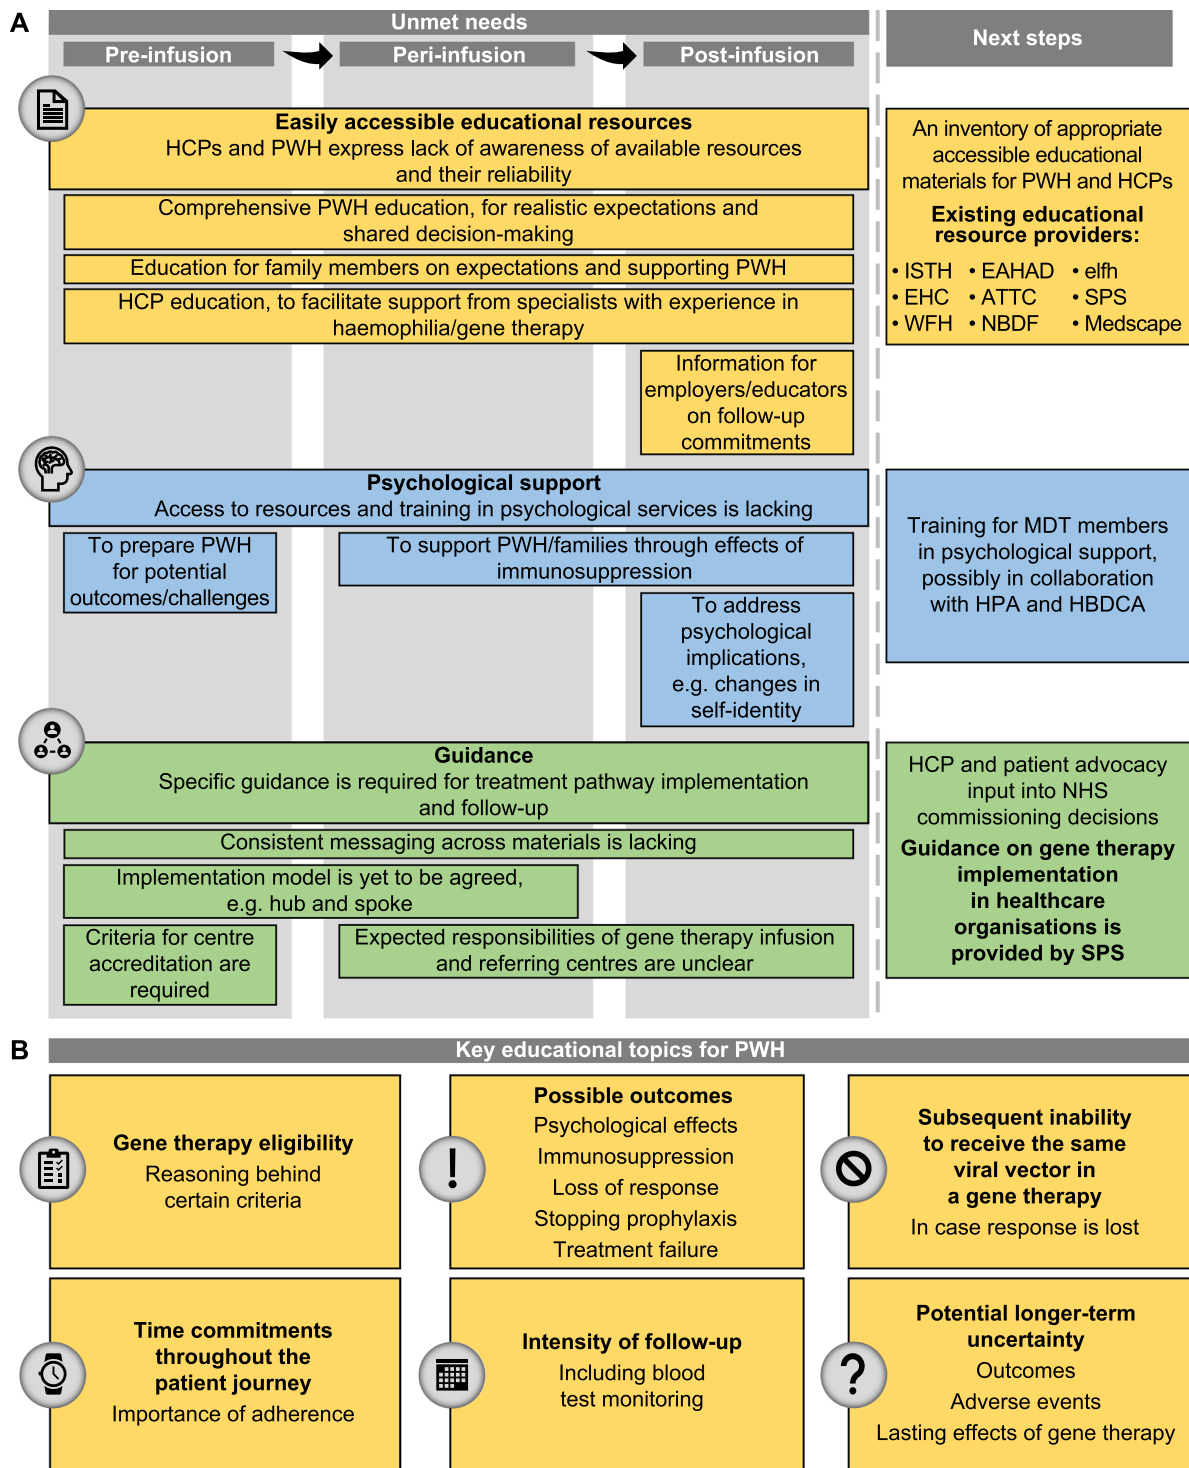 A
Unmet needs
Pre-infusion
Peri-infusion
Post-infusion
Next steps
Easily accessible educational resources
HCPs and PWH express lack of awareness of available resources
and their reliability
Comprehensive PWH education, for realistic expectations and
shared decision-making
Education for family members on expectations and supporting PWH
HCP education, to facilitate support from specialists with experience in
haemophilia/gene therapy
Information for
employers/educators
on follow-up
commitments
An inventory of appropriate
accessible educational
materials for PWH and HCPs
Existing educational
resource providers:
• ISTH • EAHAD • elfh
• EHC • ATTC • SPS
• WFH • NBDF • Medscape
Psychological support
Access to resources and training in psychological services is lacking
To prepare PWH
for potential
outcomes/challenges
To support PWH/families through effects of
immunosuppression
To address
psychological
implications,
e.g. changes in
self-identity
Training for MDT members
in psychological support,
possibly in collaboration
with HPA and HBDCA
Guidance
Specific guidance is required for treatment pathway implementation
and follow-up
Consistent messaging across materials is lacking
Implementation model is yet to be agreed,
e.g. hub and spoke
Criteria for centre
accreditation are
required
Expected responsibilities of gene therapy infusion
and referring centres are unclear
HCP and patient advocacy
input into NHS
commissioning decisions
Guidance on gene therapy
implementation
in healthcare
organisations is
provided by SPS
B
Key educational topics for PWH
Gene therapy eligibility
Reasoning behind
certain criteria
!
Possible outcomes
Psychological effects
Immunosuppression
Loss of response
Stopping prophylaxis
Treatment failure
Subsequent inability
to receive the same
viral vector in
a gene therapy
In case response is lost
Time commitments
throughout the
patient journey
Importance of adherence
Intensity of follow-up
Including blood
test monitoring
?
Potential longer-term
uncertainty
Outcomes
Adverse events
Lasting effects of gene therapy